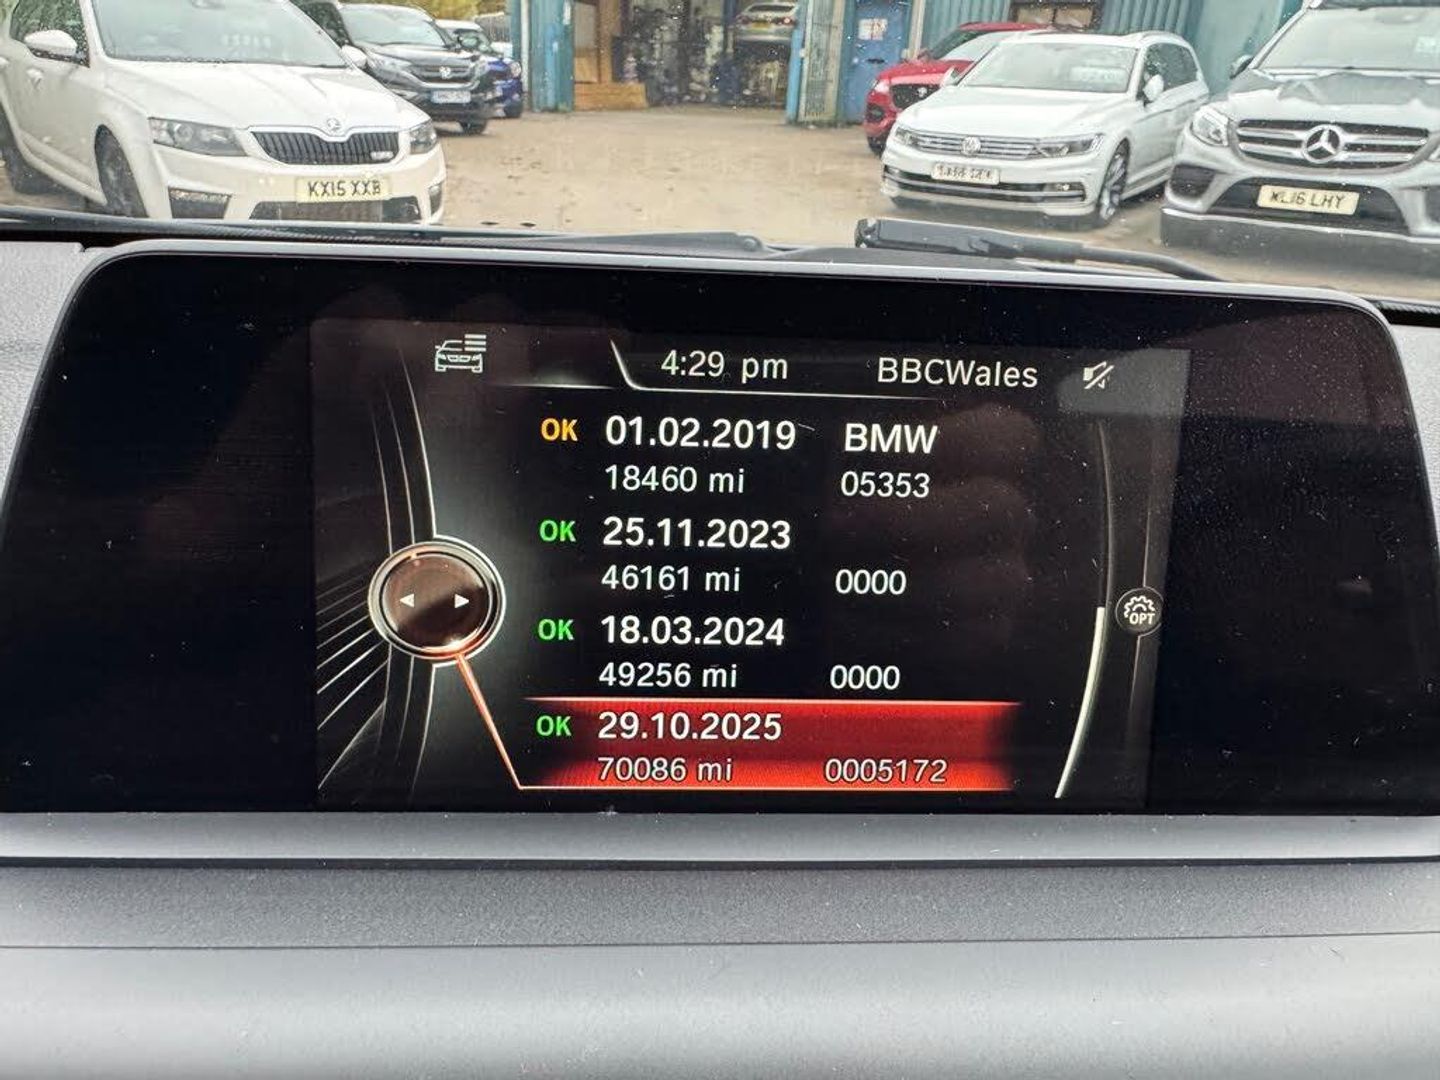 KX15 XXB
WL16 LHY
4:29 pm BBCWales
OK 01.02.2019 BMW
18460 mi 05353
OK 25.11.2023
46161 mi 0000
OK 18.03.2024
49256 mi 0000
OPT
OK 29.10.2025
70086 mi 0005172